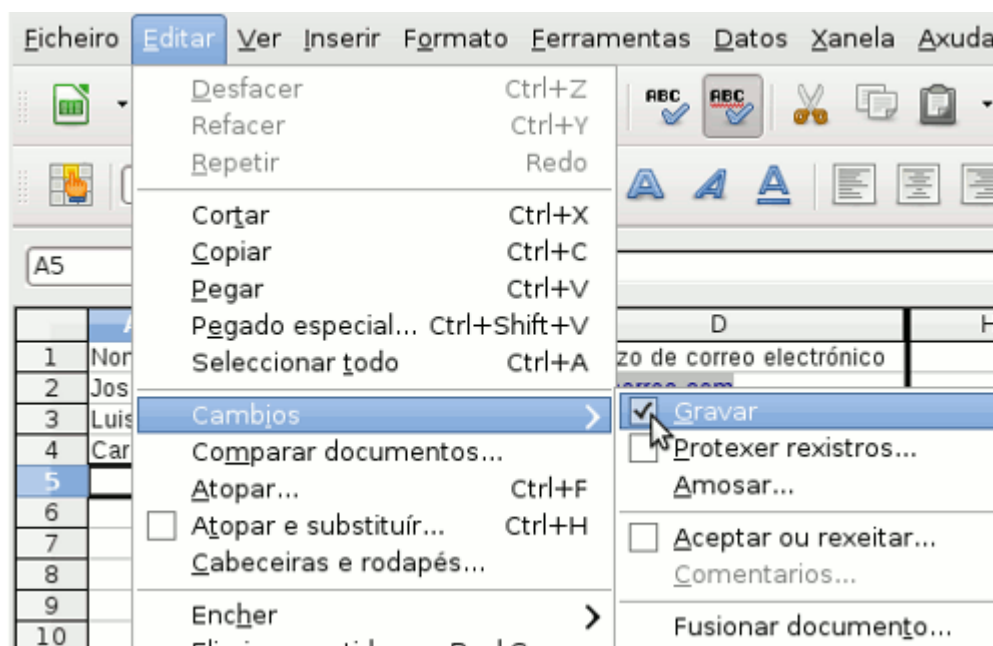 Ficheiro Editar Ver Inserir Formato Ferramentas Datos Xanela Axuda
Desfacer Ctrl+Z
Refacer Ctrl+Y
Repetir Redo
ABC ABC
Cortar Ctrl+X
Copiar Ctrl+C
Pegar Ctrl+V
Pegado especial... Ctrl+Shift+V
Seleccionar todo Ctrl+A
A5
D
1 Nor zo de correo electrónico
2 Jos
3 Luis
4 Car
5
6
7
8
9
10
Cambios
Comparar documentos...
Atopar... Ctrl+F
Atopar e substituír... Ctrl+H
Cabeceiras e rodapés...
Encher
Gravar
Protexer rexistros...
Amosar...
Aceptar ou rexeitar...
Comentarios...
Fusionar documento...